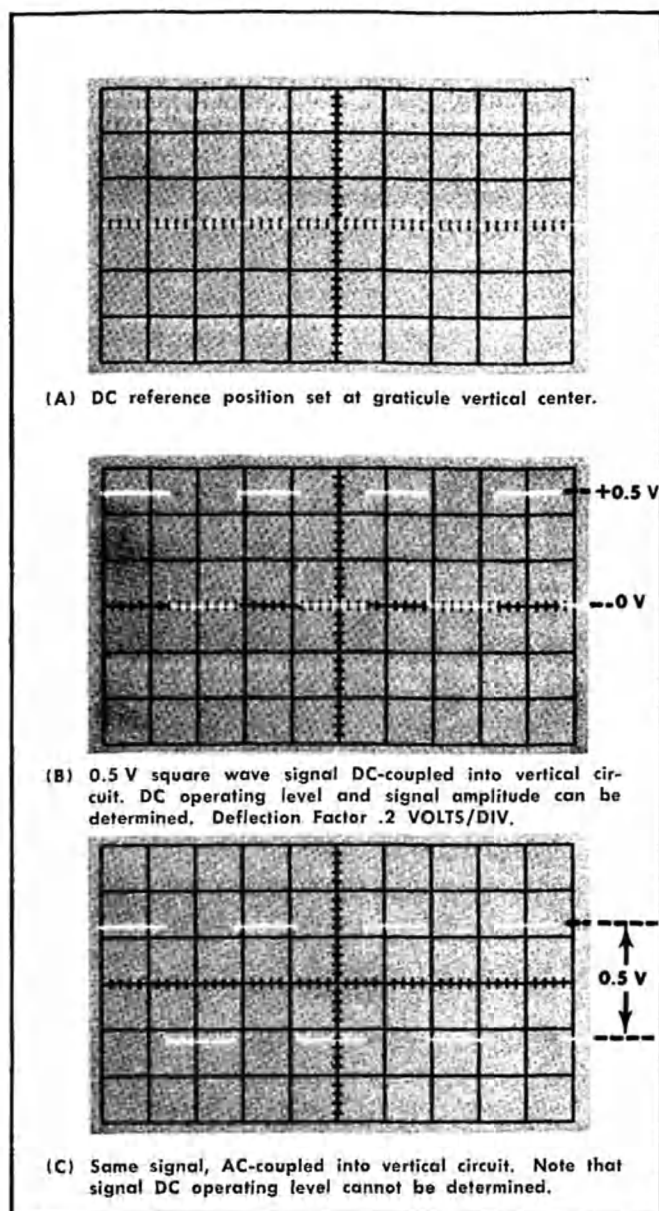 (A) DC reference position set at graticule vertical center.
+0.5 V
0 V
(B) 0.5 V square wave signal DC-coupled into vertical cir-
cuit. DC operating level and signal amplitude can be
determined. Deflection Factor .2 VOLTS/DIV.
0.5 V
(C) Same signal, AC-coupled into vertical circuit. Note that
signal DC operating level cannot be determined.